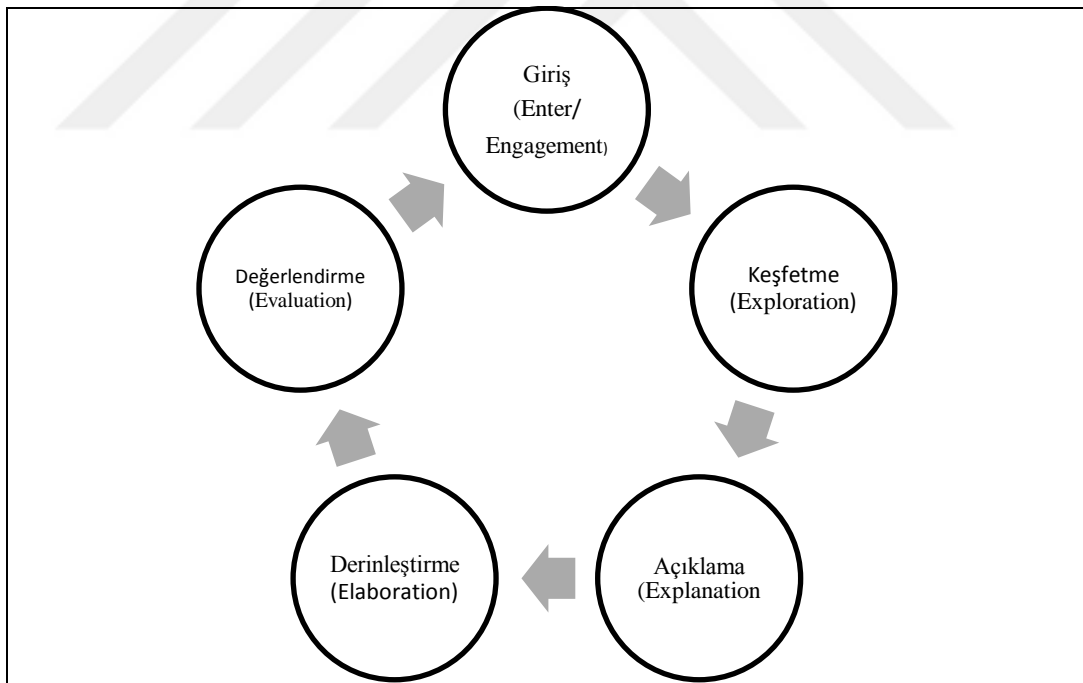 Giriş
(Enter/
Engagement)
Keşfetme
(Exploration)
Açıklama
(Explanation
Derinleştirme
(Elaboration)
Değerlendirme
(Evaluation)